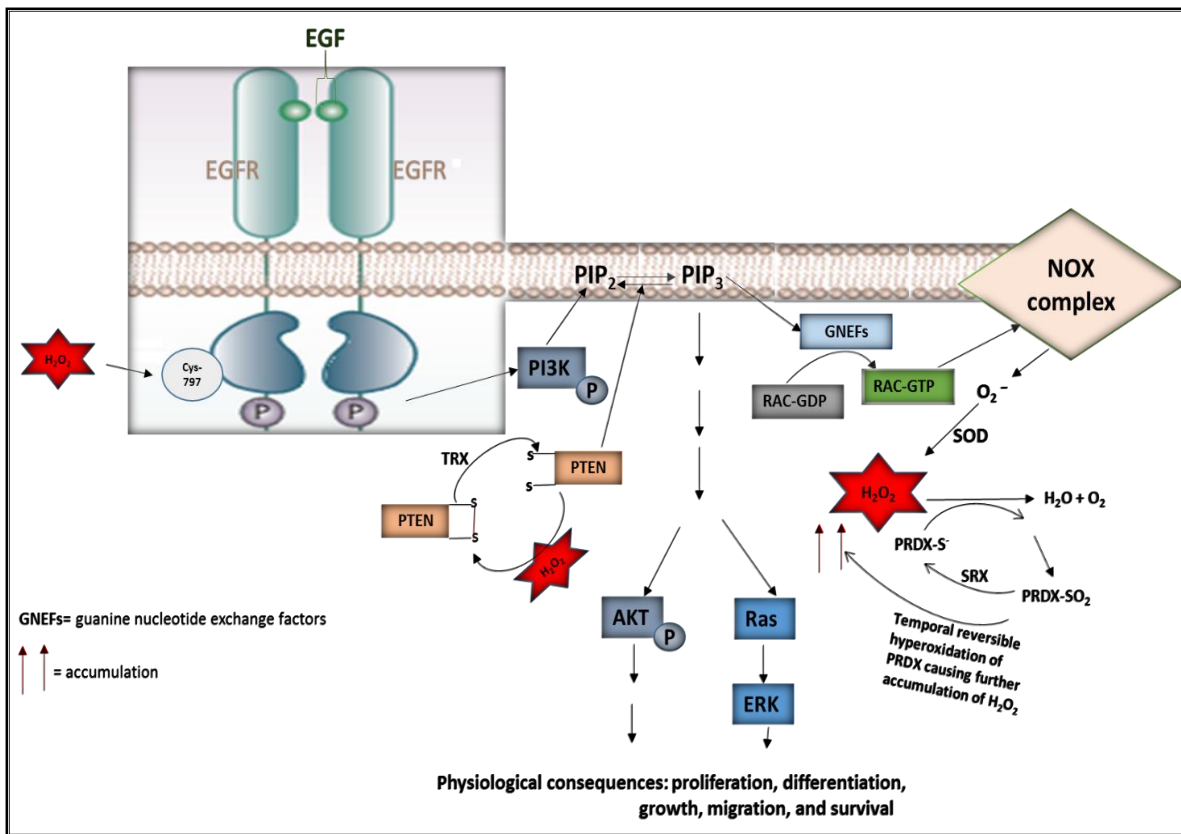 EGF
EGFR
EGFR
PIP₂
PIP₃
NOX
complex
H₂O₂
Cys-
797
P
P
PI3K
P
GNEFs
RAC-GDP
RAC-GTP
O₂⁻
SOD
TRX
S
S
PTEN
PTEN
S
S
H₂O₂
H₂O₂
H₂O + O₂
PRDX-S⁻
SRX
PRDX-SO₂
Temporal reversible
hyperoxidation of
PRDX causing further
accumulation of H₂O₂
AKT
P
Ras
ERK
GNEFs= guanine nucleotide exchange factors
= accumulation
Physiological consequences: proliferation, differentiation,
growth, migration, and survival